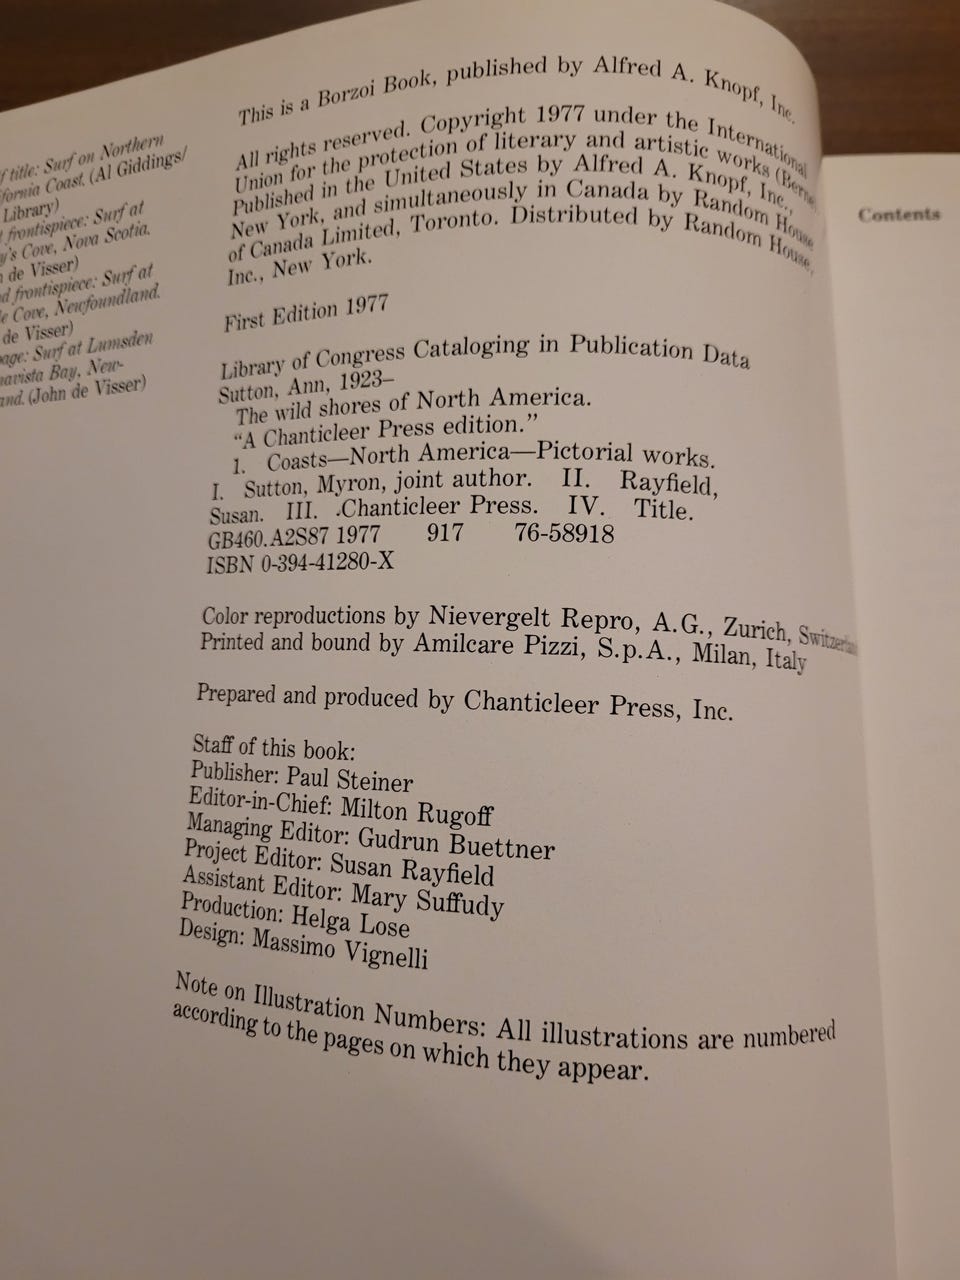 This is a Borzoi Book, published by Alfred A. Knopf, Inc.
All rights reserved. Copyright 1977 under the International
Union for the protection of literary and artistic works (Berne).
Published in the United States by Alfred A. Knopf, Inc.,
New York, and simultaneously in Canada by Random House
of Canada Limited, Toronto. Distributed by Random House,
Inc., New York.
First Edition 1977
Library of Congress Cataloging in Publication Data
Sutton, Ann, 1923–
The wild shores of North America.
“A Chanticleer Press edition.”
1. Coasts—North America—Pictorial works.
I. Sutton, Myron, joint author. II. Rayfield,
Susan. III. .Chanticleer Press. IV. Title.
GB460.A2S87 1977 917 76-58918
ISBN 0-394-41280-X
Color reproductions by Nievergelt Repro, A.G., Zurich, Switzerland
Printed and bound by Amilcare Pizzi, S.p.A., Milan, Italy
Prepared and produced by Chanticleer Press, Inc.
Staff of this book:
Publisher: Paul Steiner
Editor-in-Chief: Milton Rugoff
Managing Editor: Gudrun Buettner
Project Editor: Susan Rayfield
Assistant Editor: Mary Suffudy
Production: Helga Lose
Design: Massimo Vignelli
Note on Illustration Numbers: All illustrations are numbered
according to the pages on which they appear.
title: Surf on Northern
Coast. (Al Giddings/
Library)
frontispiece: Surf at
Cove, Nova Scotia.
de Visser)
frontispiece: Surf at
Cove, Newfoundland.
de Visser)
Surf at Lumsden
Bay, New-
(John de Visser)
Contents